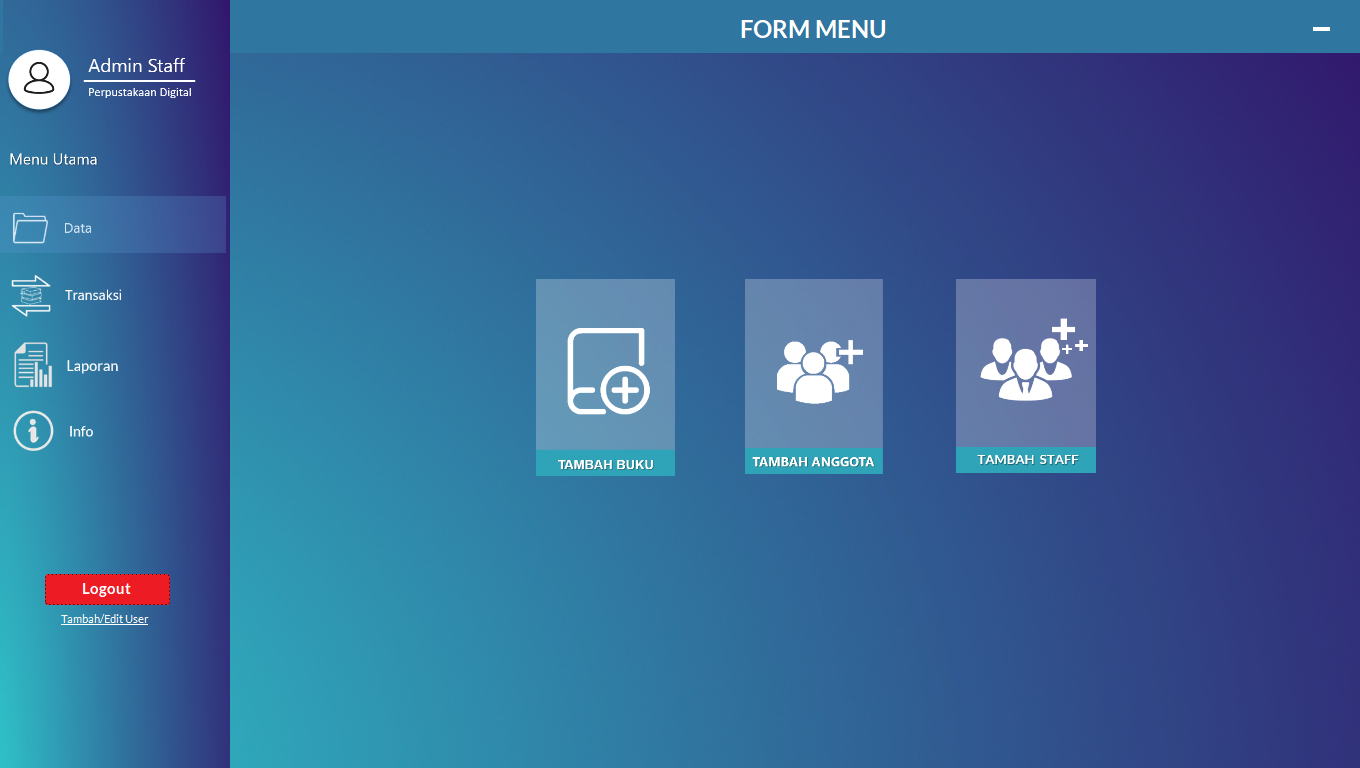 FORM MENU
Admin Staff
Perpustakaan Digital
Menu Utama
Data
Transaksi
Laporan
Info
TAMBAH BUKU
TAMBAH ANGGOTA
TAMBAH STAFF
Logout
Tambah/Edit User